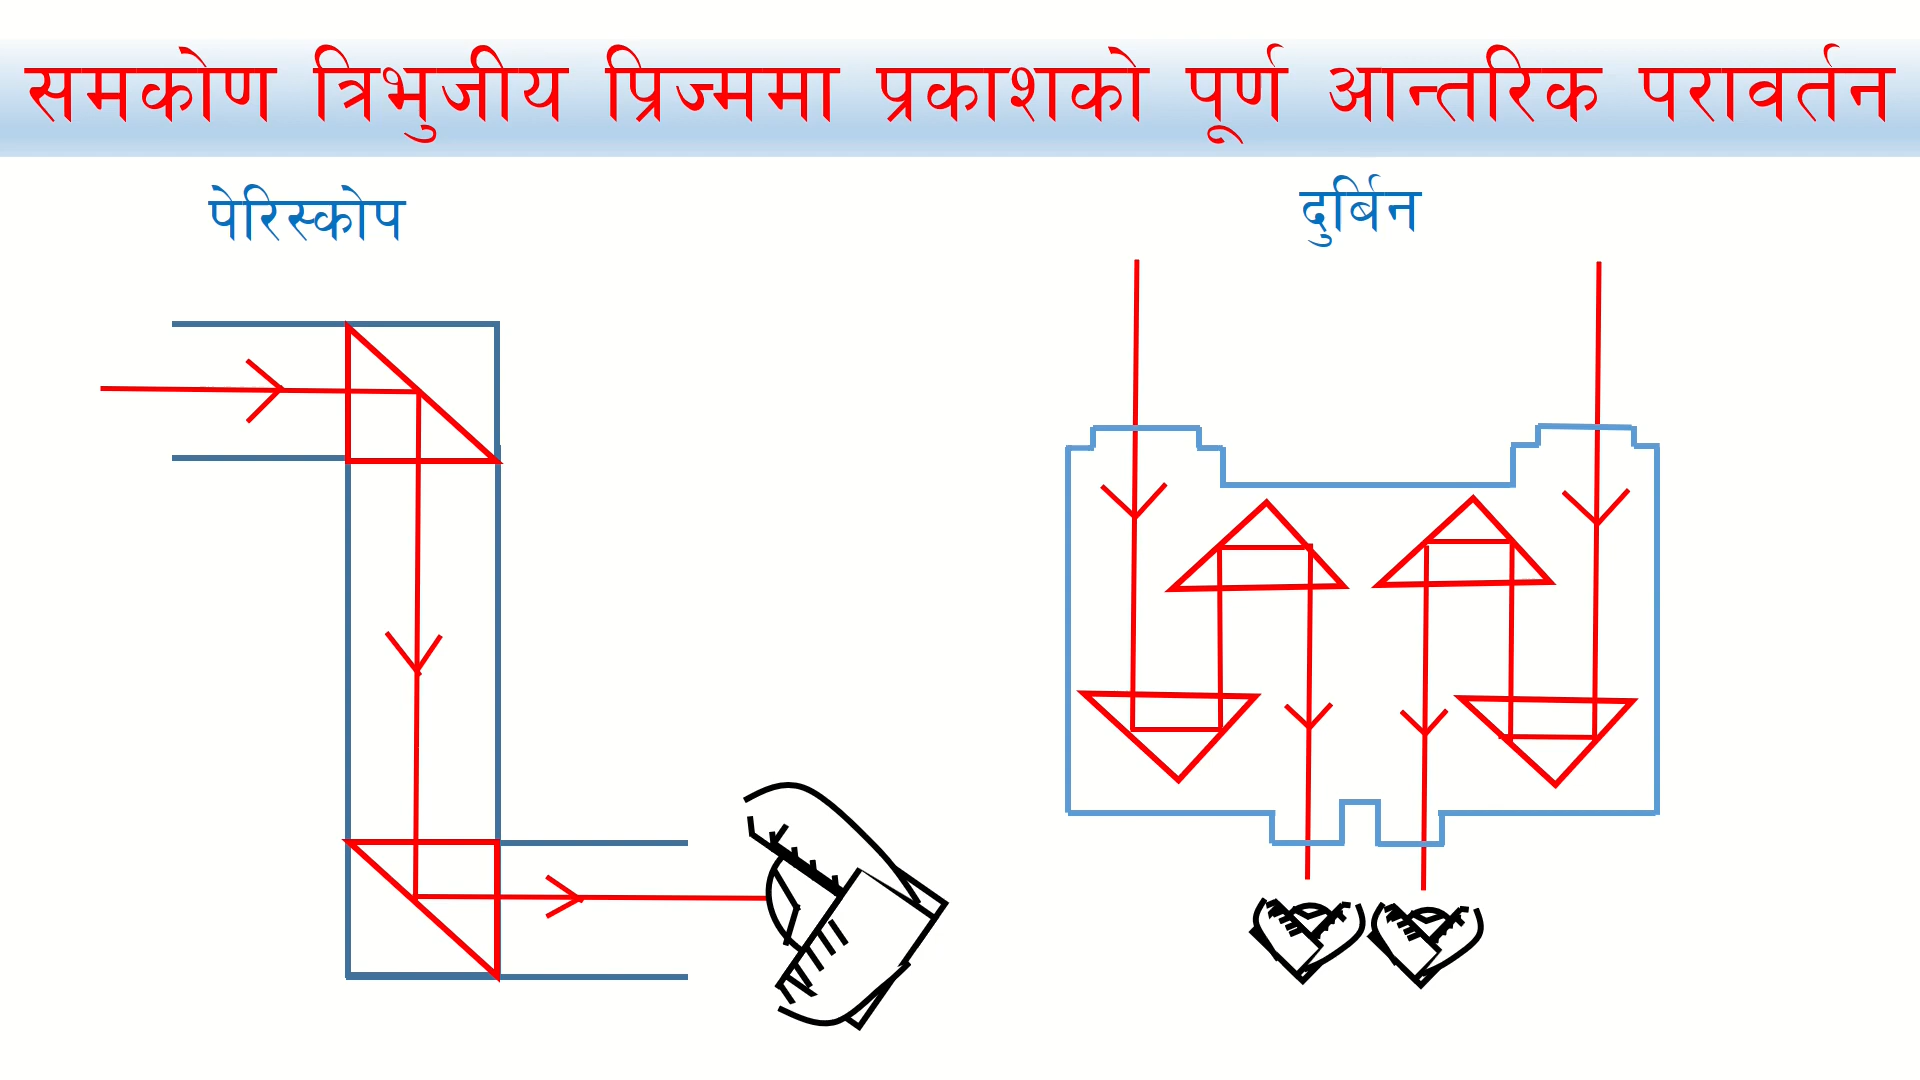 समकोण त्रिभुजीय प्रिज्ममा प्रकाशको पूर्ण आन्तरिक परावर्तन
पेरिस्कोप
दुर्बिन